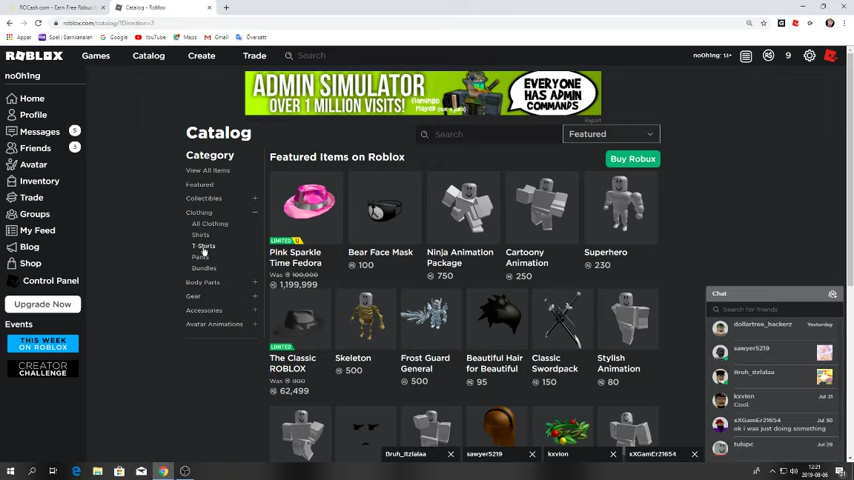 ROCash.com - Earn Free Robux
Catalog - Roblox
roblox.com/catalog/?Direction=2
Appar
Spel | Barnkanalen
Google
YouTube
Maps
Gmail
Översätt
ROBLOX
Games
Catalog
Create
Trade
Search
no0h1ng: 13+
9
no0h1ng
Home
Profile
Messages
5
Friends
3
Avatar
Inventory
Trade
Groups
My Feed
Blog
Shop
Control Panel
Upgrade Now
Events
THIS WEEK
ON ROBLOX
CREATOR
CHALLENGE
ADMIN SIMULATOR
OVER 1 MILLION VISITS!
flamingo
Played
EVERYONE
HAS ADMIN
COMMANDS
Report
Catalog
Search
Featured
Category
View All Items
Featured
Collectibles
Clothing
All Clothing
Shirts
T-Shirts
Pants
Bundles
Body Parts
Gear
Accessories
Avatar Animations
Featured Items on Roblox
Buy Robux
LIMITED U
Pink Sparkle
Time Fedora
Was 100,000
1,199,999
Bear Face Mask
100
Ninja Animation
Package
750
Cartoony
Animation
250
Superhero
230
LIMITED
The Classic
ROBLOX
Was 900
62,499
Skeleton
500
Frost Guard
General
500
Beautiful Hair
for Beautiful
95
Classic
Swordpack
150
Stylish
Animation
80
Chat
Search for friends
dollartree_hackerz
Yesterday
sawyer5219
Bruh_itzlalaa
kxvion
Jul 31
Cool.
xXGamEr21654
Jul 30
ok i was just doing something
tulupc
Jul 29
Bruh_itzlalaa
sawyer5219
kxvion
xXGamEr21654
12:21
2019-08-06